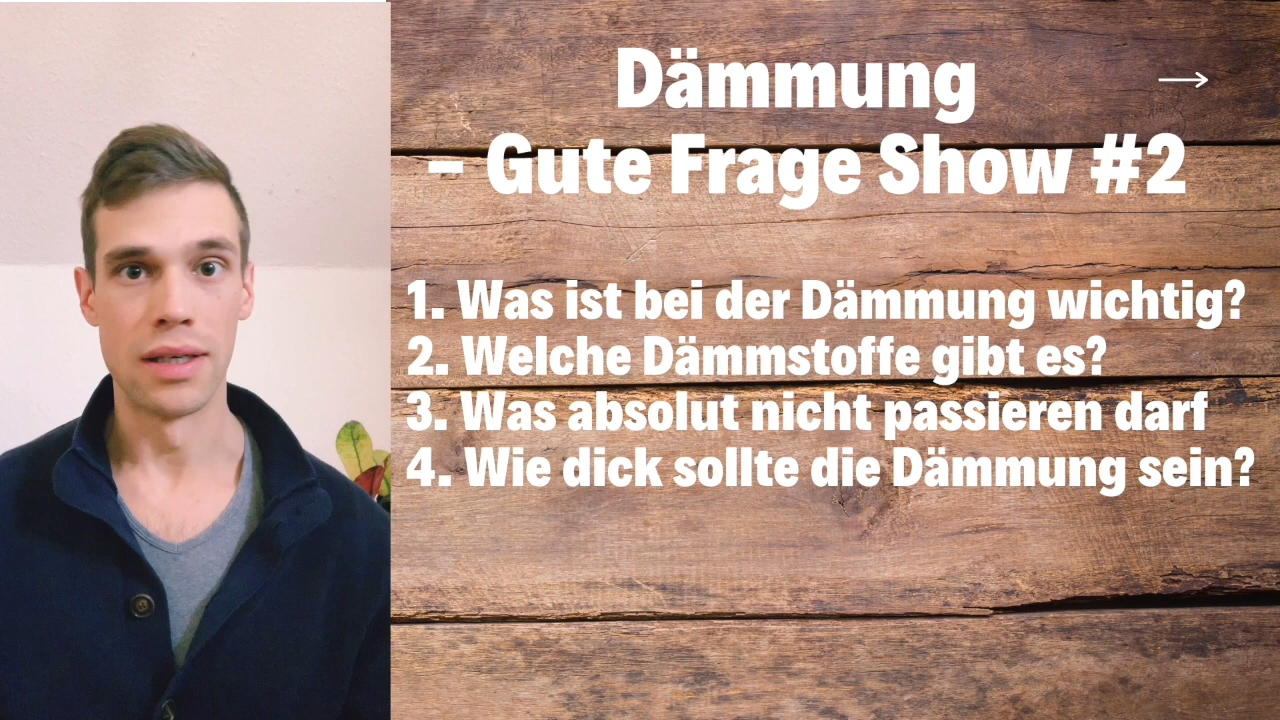 Dämmung
– Gute Frage Show #2
1. Was ist bei der Dämmung wichtig?
2. Welche Dämmstoffe gibt es?
3. Was absolut nicht passieren darf
4. Wie dick sollte die Dämmung sein?